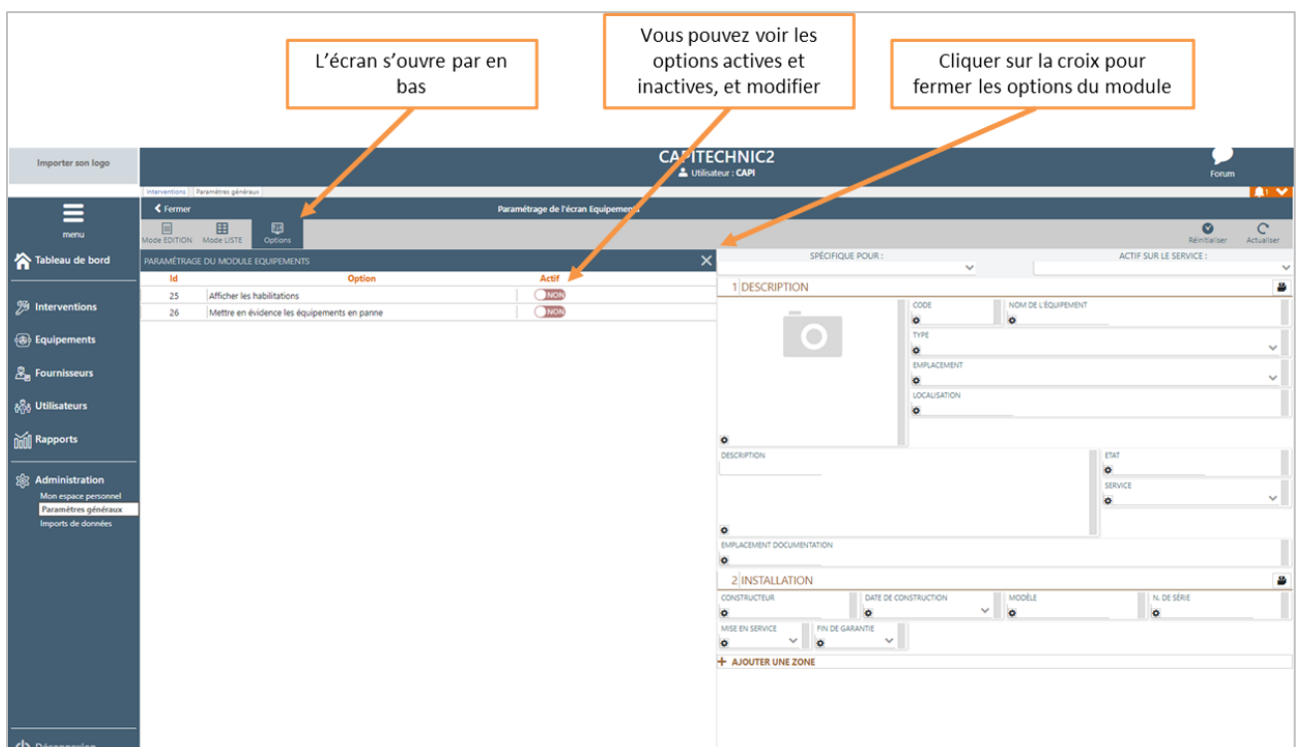 L'écran s'ouvre par en
bas
Vous pouvez voir les
options actives et
inactives, et modifier
Cliquer sur la croix pour
fermer les options du module
Importer son logo
CAPITECHNIC2
Utilisateur : CAPI
Forum
Interventions
Paramètres généraux
1
menu
Fermer
Paramétrage de l'écran Equipements
Mode EDITION
Mode LISTE
Options
Réinitialiser
Actualiser
Tableau de bord
Interventions
Equipements
Fournisseurs
Utilisateurs
Rapports
Administration
Mon espace personnel
Paramètres généraux
Imports de données
Déconnexion
PARAMÉTRAGE DU MODULE EQUIPEMENTS
Id Option Actif
25 Afficher les habilitations NON
26 Mettre en évidence les équipements en panne NON
SPÉCIFIQUE POUR :
ACTIF SUR LE SERVICE :
1 DESCRIPTION
CODE
NOM DE L'ÉQUIPEMENT
TYPE
EMPLACEMENT
LOCALISATION
DESCRIPTION
ETAT
SERVICE
EMPLACEMENT DOCUMENTATION
2 INSTALLATION
CONSTRUCTEUR
DATE DE CONSTRUCTION
MODÈLE
N. DE SÉRIE
MISE EN SERVICE
FIN DE GARANTIE
+ AJOUTER UNE ZONE